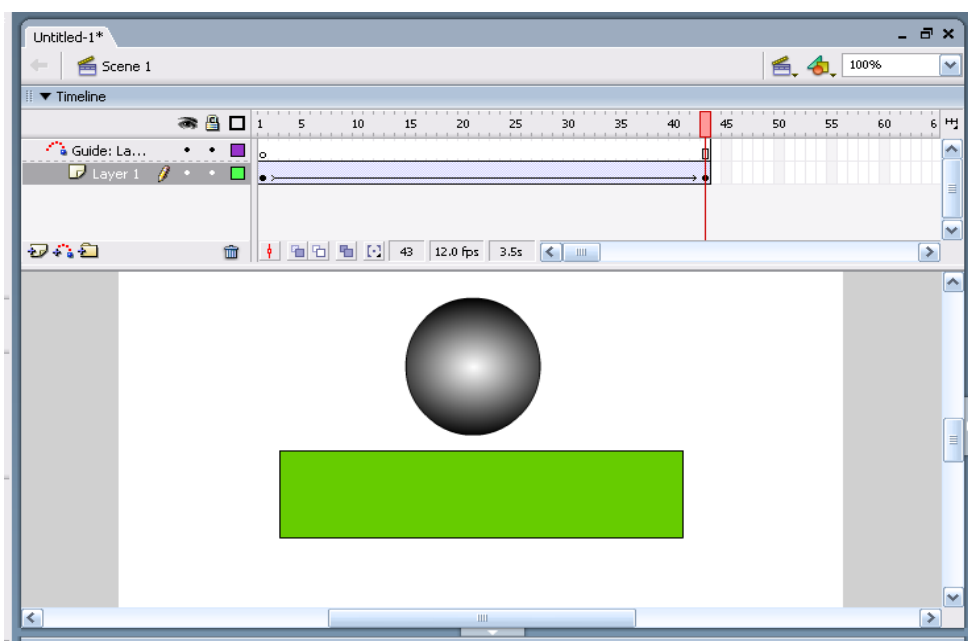 Untitled-1*
Scene 1
100%
Timeline
1 5 10 15 20 25 30 35 40 45 50 55 60 6
Guide: La...
Layer 1
43 12.0 fps 3.5s